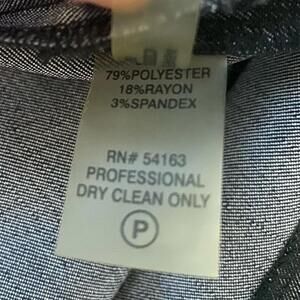 79%POLYESTER
18%RAYON
3%SPANDEX
RN# 54163
PROFESSIONAL
DRY CLEAN ONLY
P